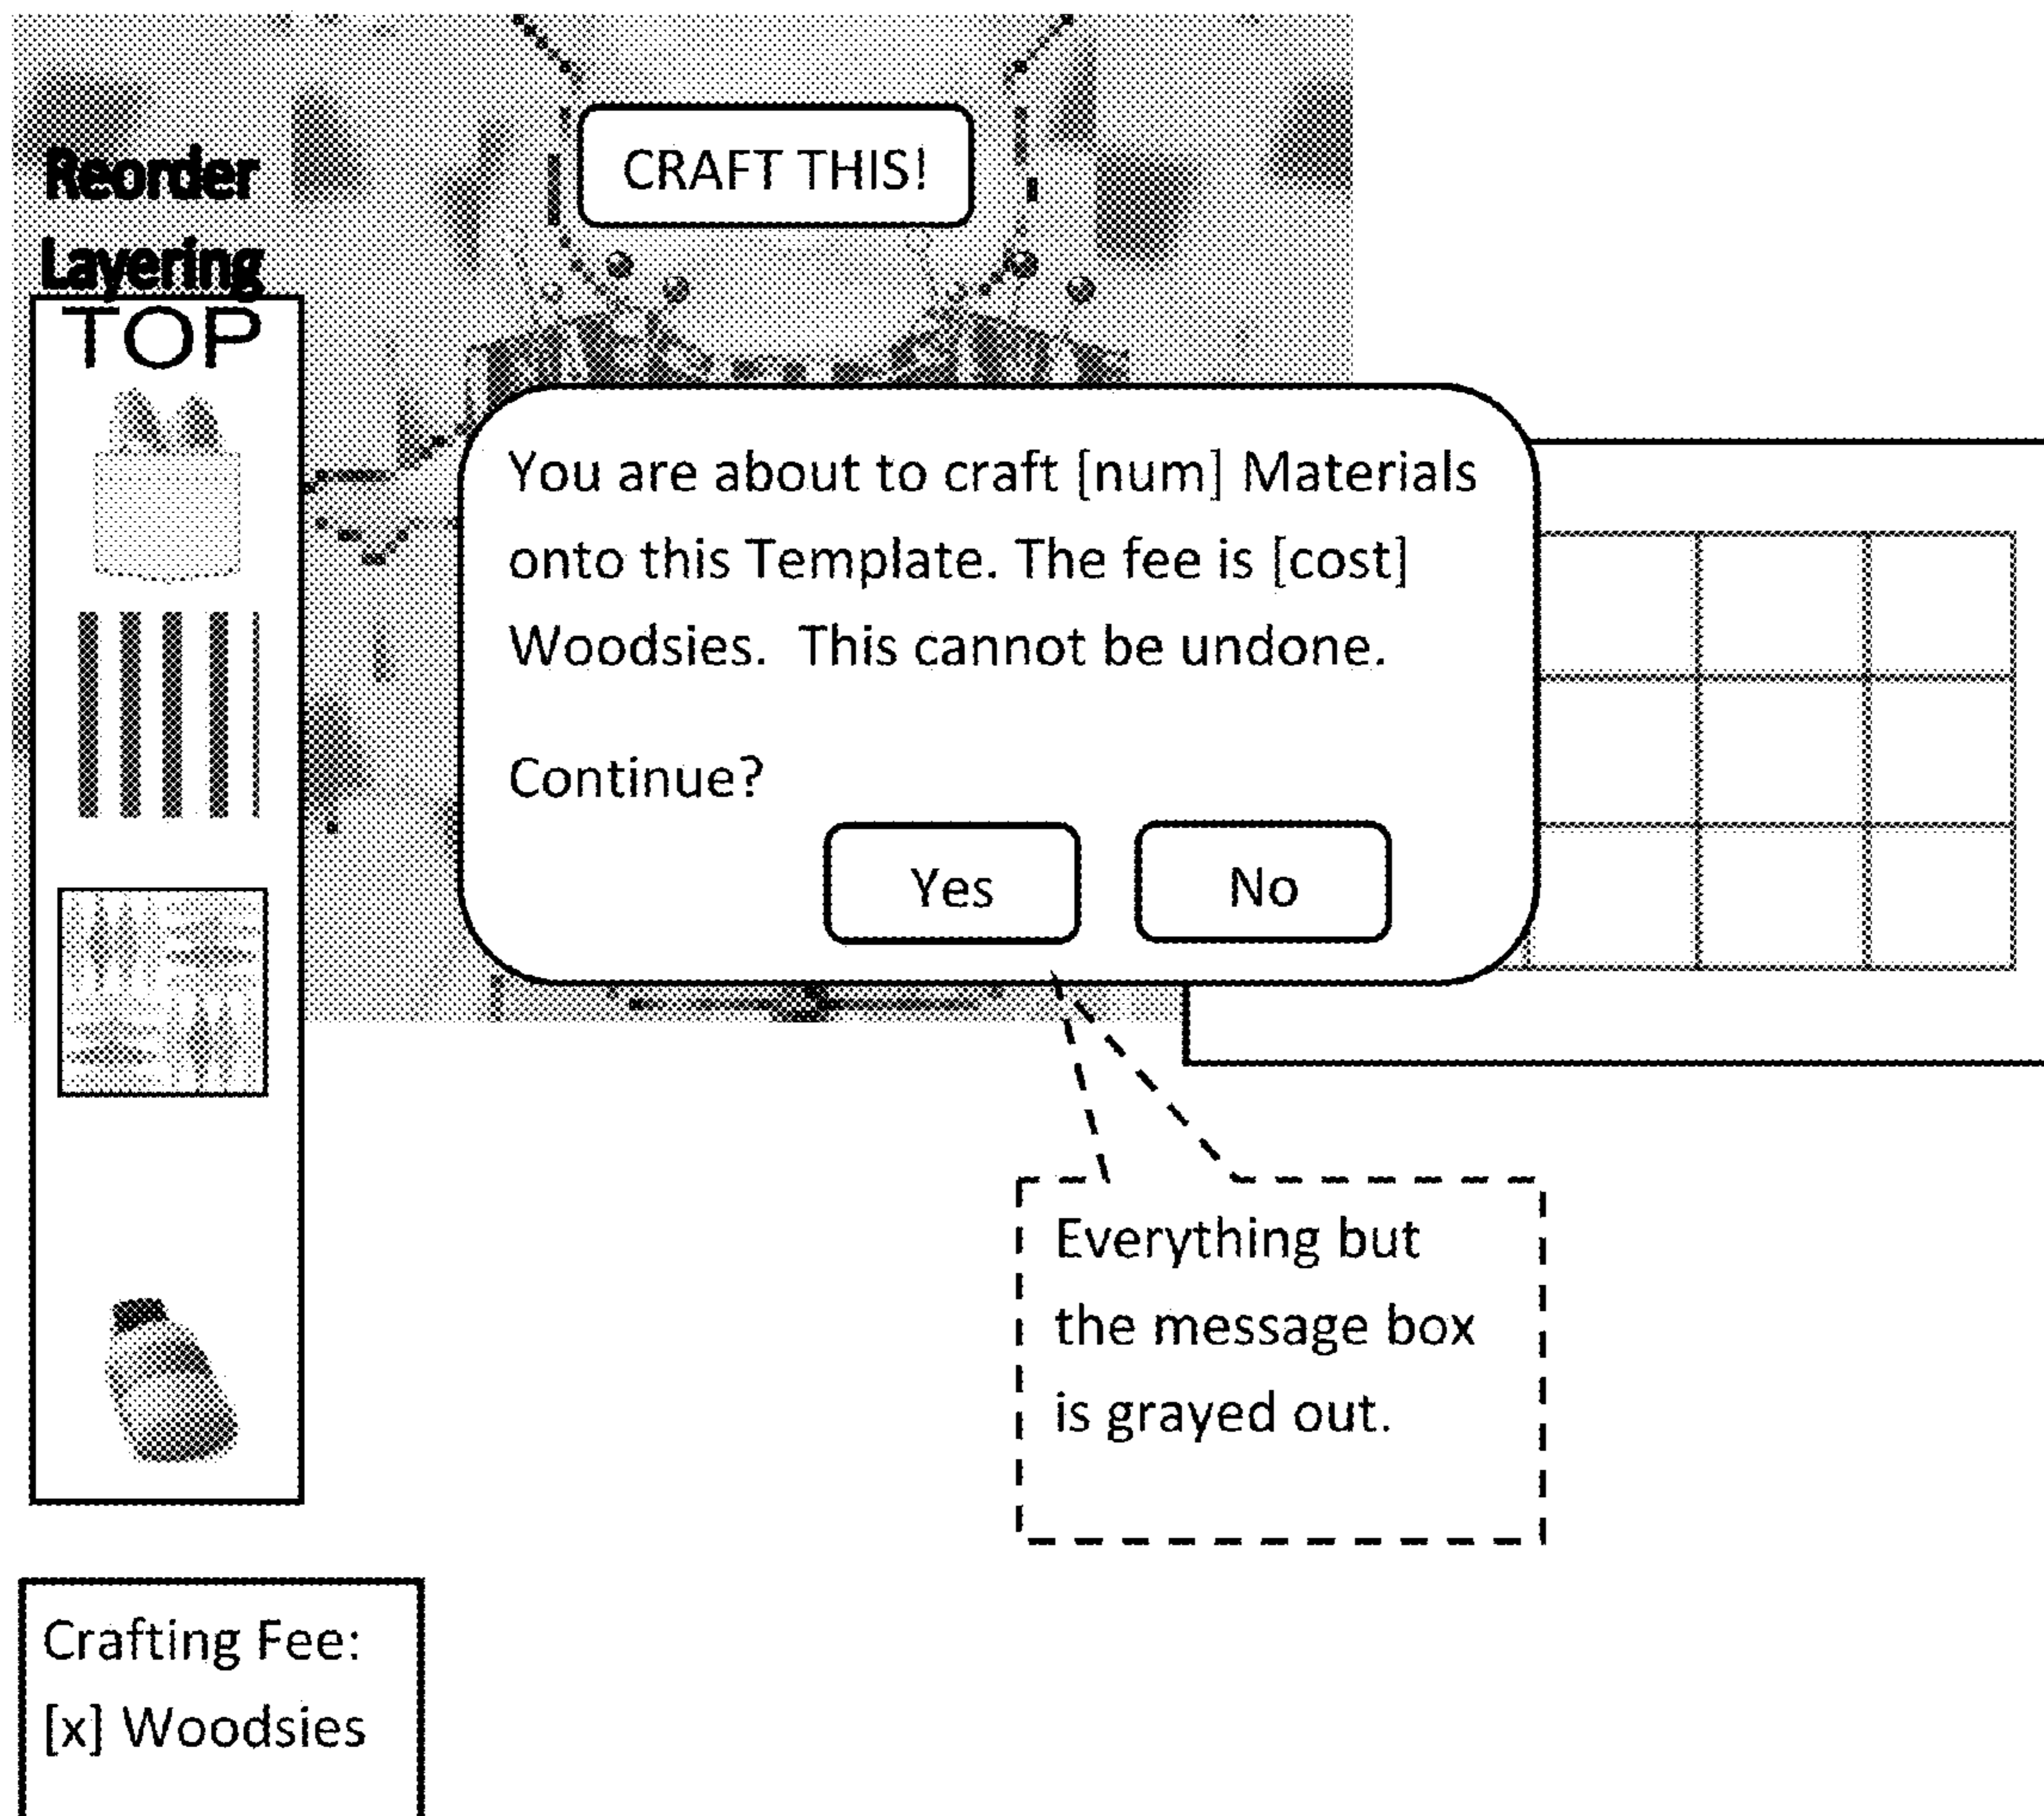 CRAFT THIS!
Reorder
Layering
TOP
You are about to craft [num] Materials
onto this Template. The fee is [cost]
Woodsies.  This cannot be undone.
Continue?
Yes
No
Everything but
the message box
is grayed out.
Crafting Fee:
[x] Woodsies